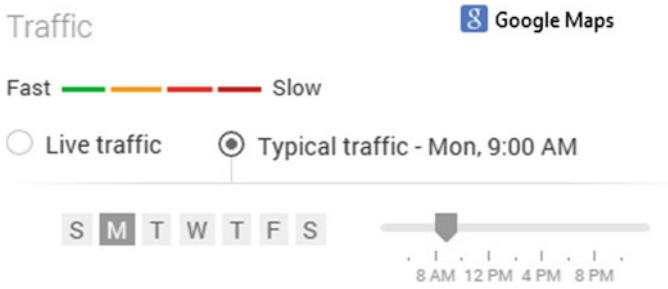 Traffic
g Google Maps
Fast Slow
Live traffic Typical traffic - Mon, 9:00 AM
S M T W T F S
8 AM 12 PM 4 PM 8 PM